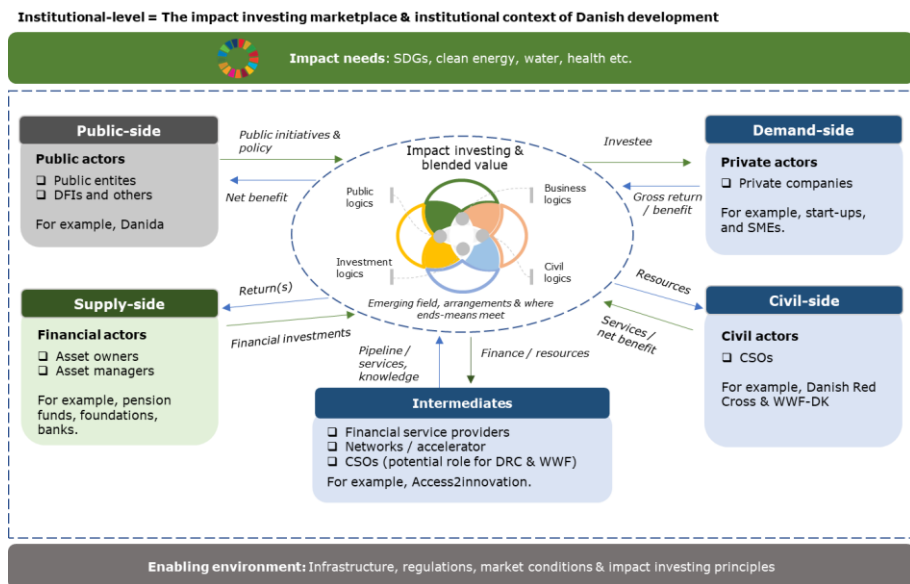 Institutional-level = The impact investing marketplace & institutional context of Danish development
Impact needs: SDGs, clean energy, water, health etc.
Public-side
Public actors
❑ Public entites
❑ DFIs and others
For example, Danida
Public initiatives &
policy
Net benefit
Impact investing &
blended value
Public
logics
Business
logics
Investment
logics
Civil
logics
Emerging field, arrangements & where
ends-means meet
Investee
Gross return
/ benefit
Demand-side
Private actors
❑ Private companies
For example, start-ups,
and SMEs.
Supply-side
Financial actors
❑ Asset owners
❑ Asset managers
For example, pension
funds, foundations,
banks.
Return(s)
Financial investments
Pipeline /
services,
knowledge
Finance / resources
Resources
Services /
net benefit
Civil-side
Civil actors
❑ CSOs
For example, Danish Red
Cross & WWF-DK
Intermediates
❑ Financial service providers
❑ Networks / accelerator
❑ CSOs (potential role for DRC & WWF)
For example, Access2innovation.
Enabling environment: Infrastructure, regulations, market conditions & impact investing principles